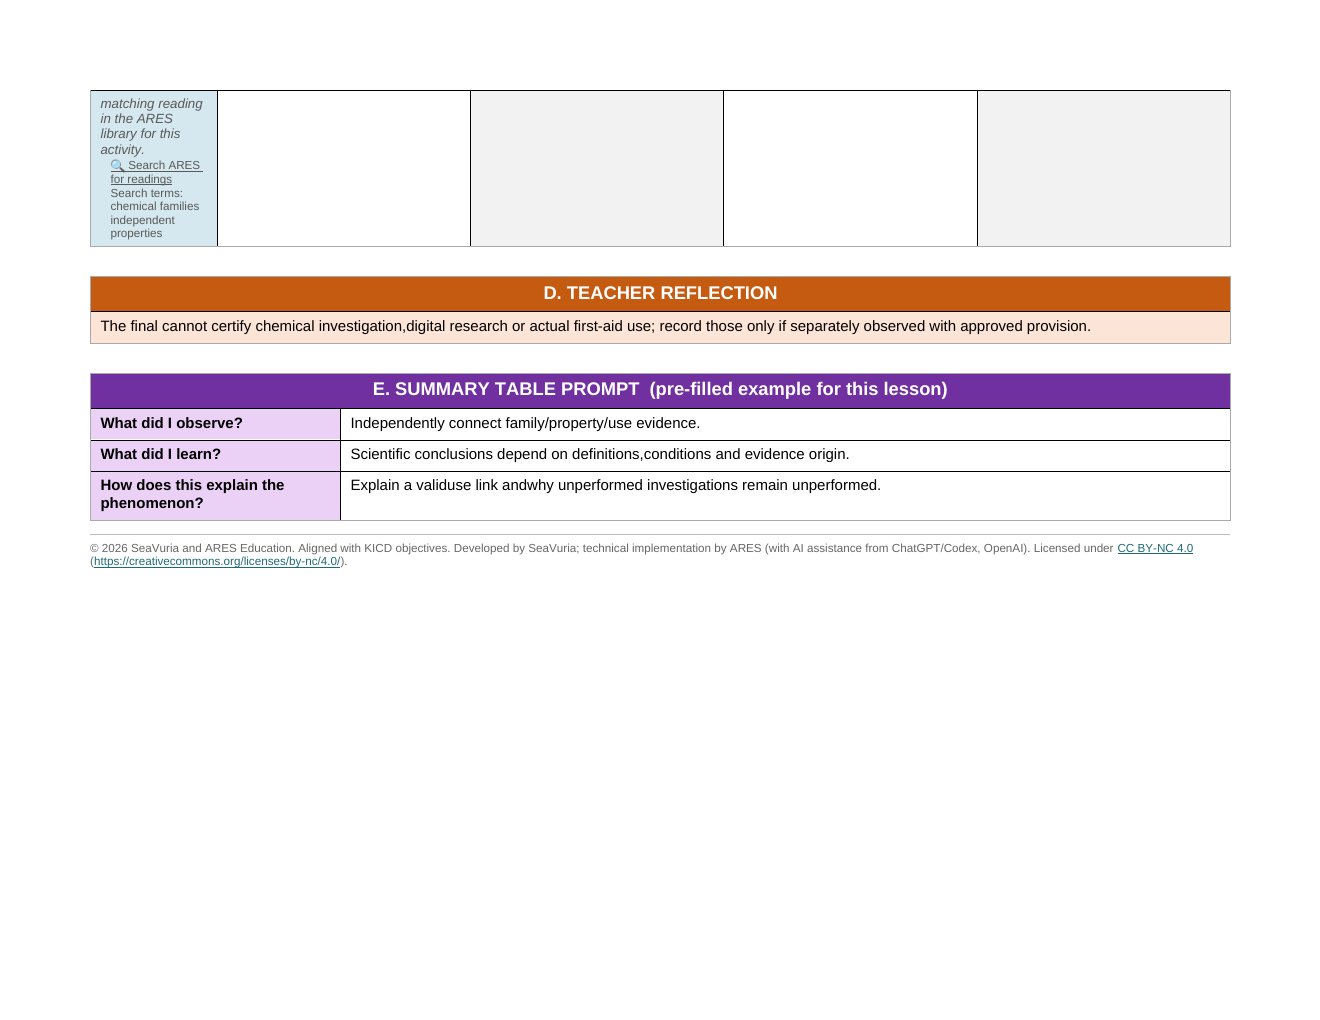 matching reading
in the ARES
library for this
activity.
🔍 Search ARES
for readings
Search terms:
chemical families
independent
properties
D. TEACHER REFLECTION
The final cannot certify chemical investigation,digital research or actual first-aid use; record those only if separately observed with approved provision.
E. SUMMARY TABLE PROMPT  (pre-filled example for this lesson)
What did I observe? Independently connect family/property/use evidence.
What did I learn? Scientific conclusions depend on definitions,conditions and evidence origin.
How does this explain the Explain a validuse link andwhy unperformed investigations remain unperformed.
phenomenon?
© 2026 SeaVuria and ARES Education. Aligned with KICD objectives. Developed by SeaVuria; technical implementation by ARES (with AI assistance from ChatGPT/Codex, OpenAI). Licensed under CC BY-NC 4.0
(https://creativecommons.org/licenses/by-nc/4.0/).